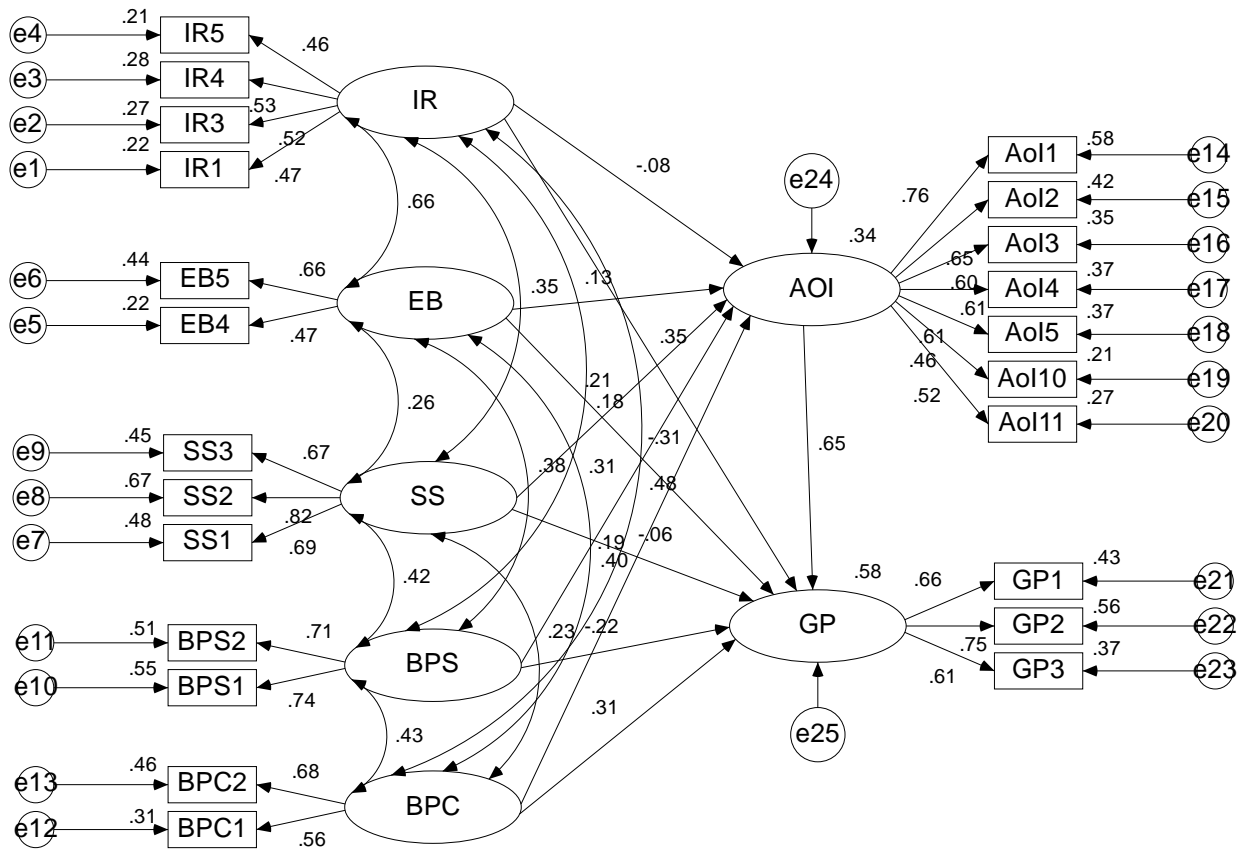 e4
.21
IR5
.46
e3
.28
IR4
e2
.27
IR3
.53
e1
.22
IR1
.52
.47
IR
-.08
.13
.66
e6
.44
EB5
.66
e5
.22
EB4
.47
EB
.35
.26
.35
.21
.18
e9
.45
SS3
.67
e8
.67
SS2
e7
.48
SS1
.82
.69
SS
-.31
.38
.31
.48
.19
-.06
.40
.42
e11
.51
BPS2
.71
e10
.55
BPS1
.74
BPS
.23
-.22
.43
.31
e13
.46
BPC2
.68
e12
.31
BPC1
.56
BPC
e24
.34
AOI
.76
.65
.60
.61
.61
.46
.52
AoI1
.58
e14
AoI2
.42
e15
AoI3
.35
e16
AoI4
.37
e17
AoI5
.37
e18
AoI10
.21
e19
AoI11
.27
e20
.65
.58
GP
e25
.66
.75
.61
GP1
.43
e21
GP2
.56
e22
GP3
.37
e23